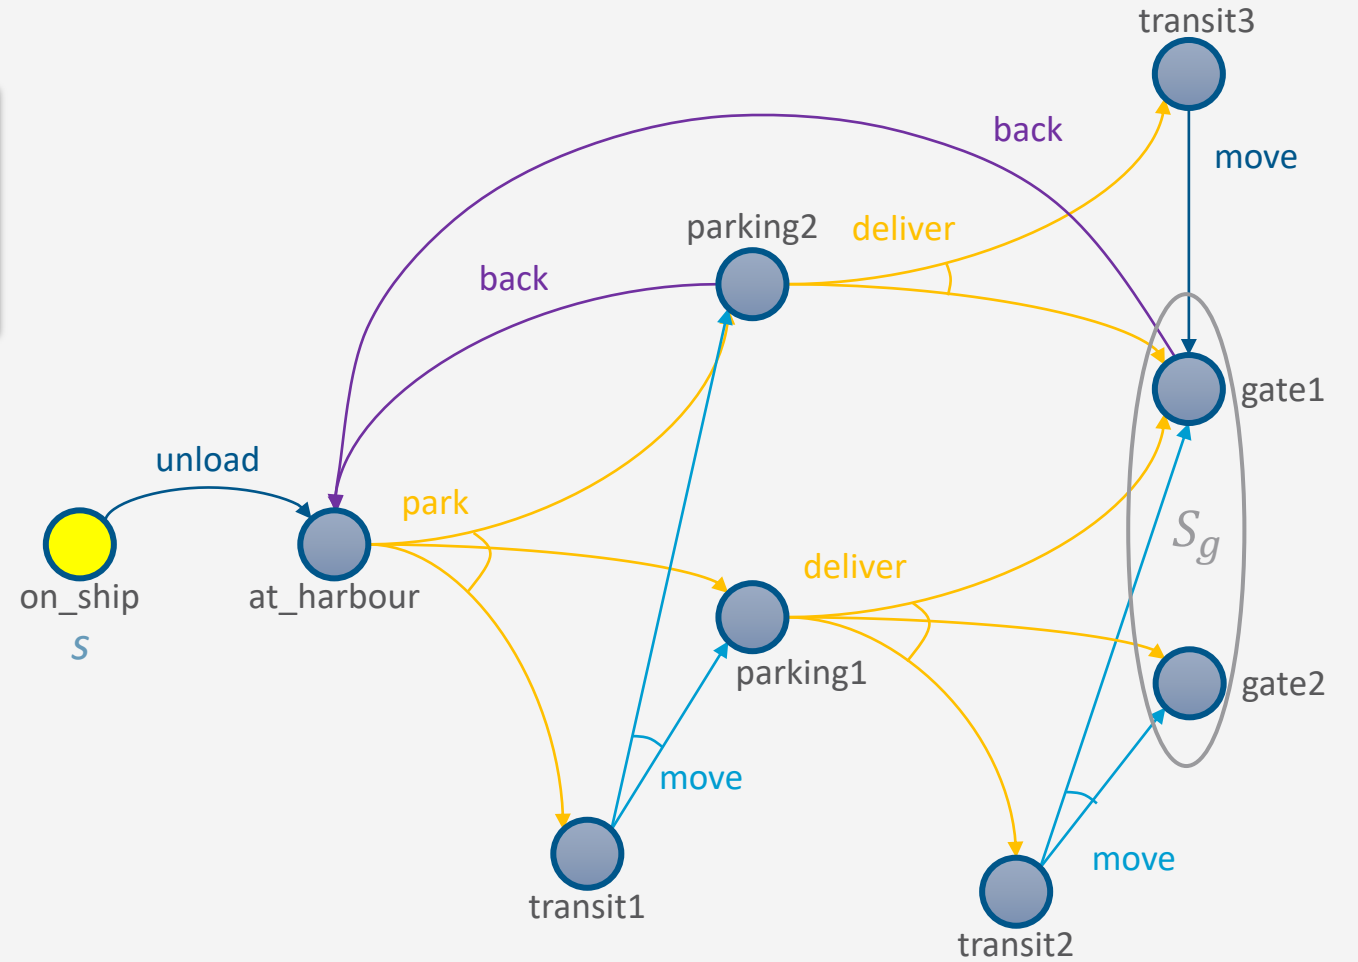 transit3
back
move
parking2
deliver
back
gate1
unload
park
S_g
deliver
on_ship
at_harbour
s
parking1
gate2
move
move
transit1
transit2